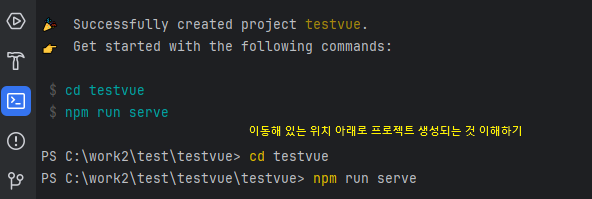 Successfully created project testvue.
Get started with the following commands:
$ cd testvue
$ npm run serve
이동해 있는 위치 아래로 프로젝트 생성되는 것 이해하기
PS C:\work2\test\testvue> cd testvue
PS C:\work2\test\testvue\testvue> npm run serve